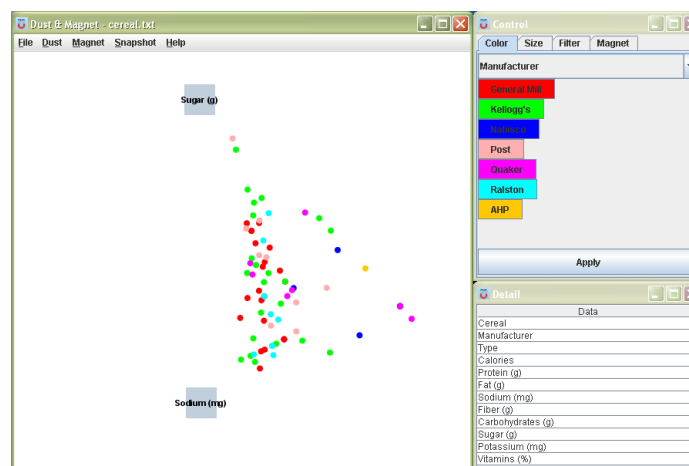 Dust & Magnet - cereal.txt
File Dust Magnet Snapshot Help
Sugar (g)
Sodium (mg)
Control
Color Size Filter Magnet
Manufacturer
General Mill
Kellogg's
Nabisco
Post
Quaker
Ralston
AHP
Apply
Detail
Data
Cereal
Manufacturer
Type
Calories
Protein (g)
Fat (g)
Sodium (mg)
Fiber (g)
Carbohydrates (g)
Sugar (g)
Potassium (mg)
Vitamins (%)